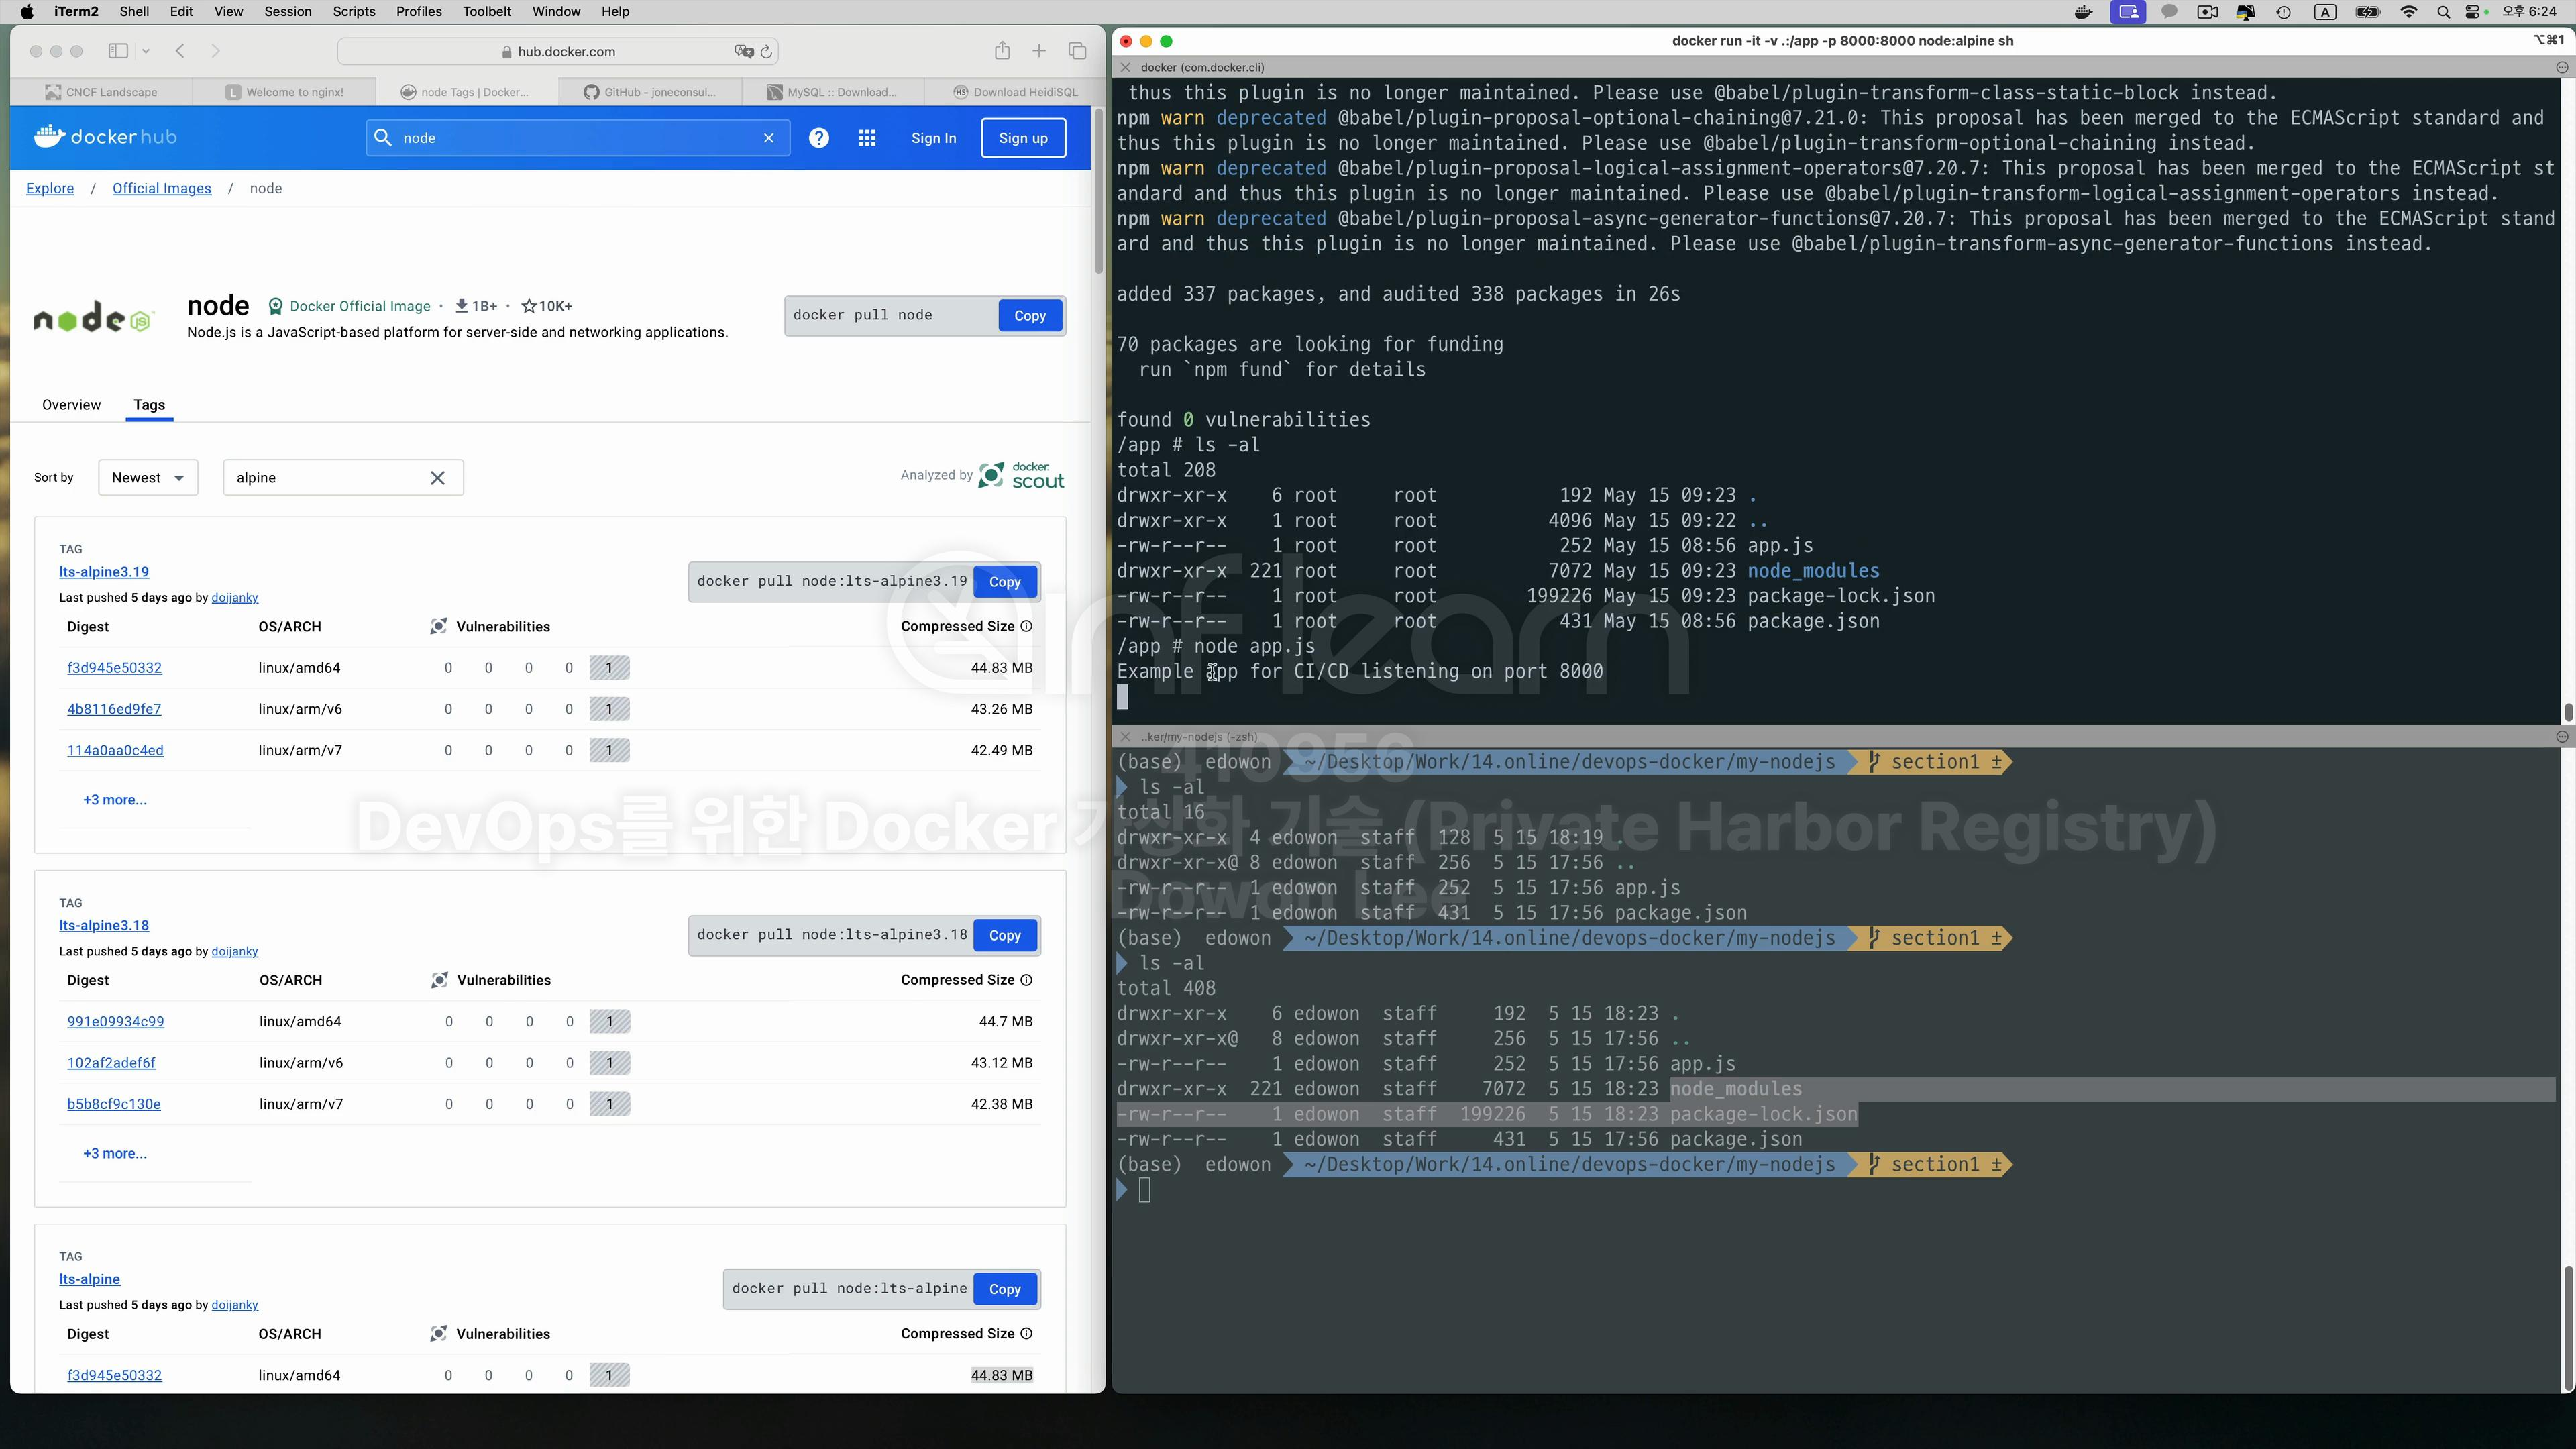 iTerm2 Shell Edit View Session Scripts Profiles Toolbelt Window Help
A 오후 6:24
hub.docker.com
CNCF Landscape
L Welcome to nginx!
node Tags | Docker...
GitHub - joneconsul...
MySQL :: Download...
HS Download HeidiSQL
docker hub
node
Sign In
Sign up
Explore / Official Images / node
node
node Docker Official Image · 1B+ · 10K+
Node.js is a JavaScript-based platform for server-side and networking applications.
docker pull node Copy
Overview Tags
Sort by Newest alpine
Analyzed by docker scout
TAG
lts-alpine3.19
docker pull node:lts-alpine3.19 Copy
Last pushed 5 days ago by doijanky
Digest OS/ARCH Vulnerabilities Compressed Size
f3d945e50332 linux/amd64 0 0 0 0 1 44.83 MB
4b8116ed9fe7 linux/arm/v6 0 0 0 0 1 43.26 MB
114a0aa0c4ed linux/arm/v7 0 0 0 0 1 42.49 MB
+3 more...
TAG
lts-alpine3.18
docker pull node:lts-alpine3.18 Copy
Last pushed 5 days ago by doijanky
Digest OS/ARCH Vulnerabilities Compressed Size
991e09934c99 linux/amd64 0 0 0 0 1 44.7 MB
102af2adef6f linux/arm/v6 0 0 0 0 1 43.12 MB
b5b8cf9c130e linux/arm/v7 0 0 0 0 1 42.38 MB
+3 more...
TAG
lts-alpine
docker pull node:lts-alpine Copy
Last pushed 5 days ago by doijanky
Digest OS/ARCH Vulnerabilities Compressed Size
f3d945e50332 linux/amd64 0 0 0 0 1 44.83 MB
docker run -it -v .:/app -p 8000:8000 node:alpine sh
⌥⌘1
docker (com.docker.cli)
thus this plugin is no longer maintained. Please use @babel/plugin-transform-class-static-block instead.
npm warn deprecated @babel/plugin-proposal-optional-chaining@7.21.0: This proposal has been merged to the ECMAScript standard and
thus this plugin is no longer maintained. Please use @babel/plugin-transform-optional-chaining instead.
npm warn deprecated @babel/plugin-proposal-logical-assignment-operators@7.20.7: This proposal has been merged to the ECMAScript st
andard and thus this plugin is no longer maintained. Please use @babel/plugin-transform-logical-assignment-operators instead.
npm warn deprecated @babel/plugin-proposal-async-generator-functions@7.20.7: This proposal has been merged to the ECMAScript stand
ard and thus this plugin is no longer maintained. Please use @babel/plugin-transform-async-generator-functions instead.
added 337 packages, and audited 338 packages in 26s
70 packages are looking for funding
run `npm fund` for details
found 0 vulnerabilities
/app # ls -al
total 208
drwxr-xr-x 6 root root 192 May 15 09:23 .
drwxr-xr-x 1 root root 4096 May 15 09:22 ..
-rw-r--r-- 1 root root 252 May 15 08:56 app.js
drwxr-xr-x 221 root root 7072 May 15 09:23 node_modules
-rw-r--r-- 1 root root 199226 May 15 09:23 package-lock.json
-rw-r--r-- 1 root root 431 May 15 08:56 package.json
/app # node app.js
Example app for CI/CD listening on port 8000
..ker/my-nodejs (-zsh)
(base) edowon ~/Desktop/Work/14.online/devops-docker/my-nodejs section1 ±
ls -al
total 16
drwxr-xr-x 4 edowon staff 128 5 15 18:19 .
drwxr-xr-x@ 8 edowon staff 256 5 15 17:56 ..
-rw-r--r-- 1 edowon staff 252 5 15 17:56 app.js
-rw-r--r-- 1 edowon staff 431 5 15 17:56 package.json
(base) edowon ~/Desktop/Work/14.online/devops-docker/my-nodejs section1 ±
ls -al
total 408
drwxr-xr-x 6 edowon staff 192 5 15 18:23 .
drwxr-xr-x@ 8 edowon staff 256 5 15 17:56 ..
-rw-r--r-- 1 edowon staff 252 5 15 17:56 app.js
drwxr-xr-x 221 edowon staff 7072 5 15 18:23 node_modules
-rw-r--r-- 1 edowon staff 199226 5 15 18:23 package-lock.json
-rw-r--r-- 1 edowon staff 431 5 15 17:56 package.json
(base) edowon ~/Desktop/Work/14.online/devops-docker/my-nodejs section1 ±
inflearn
410956
DevOps를 위한 Docker 가상화 기술 (Private Harbor Registry)
Dowon Lee